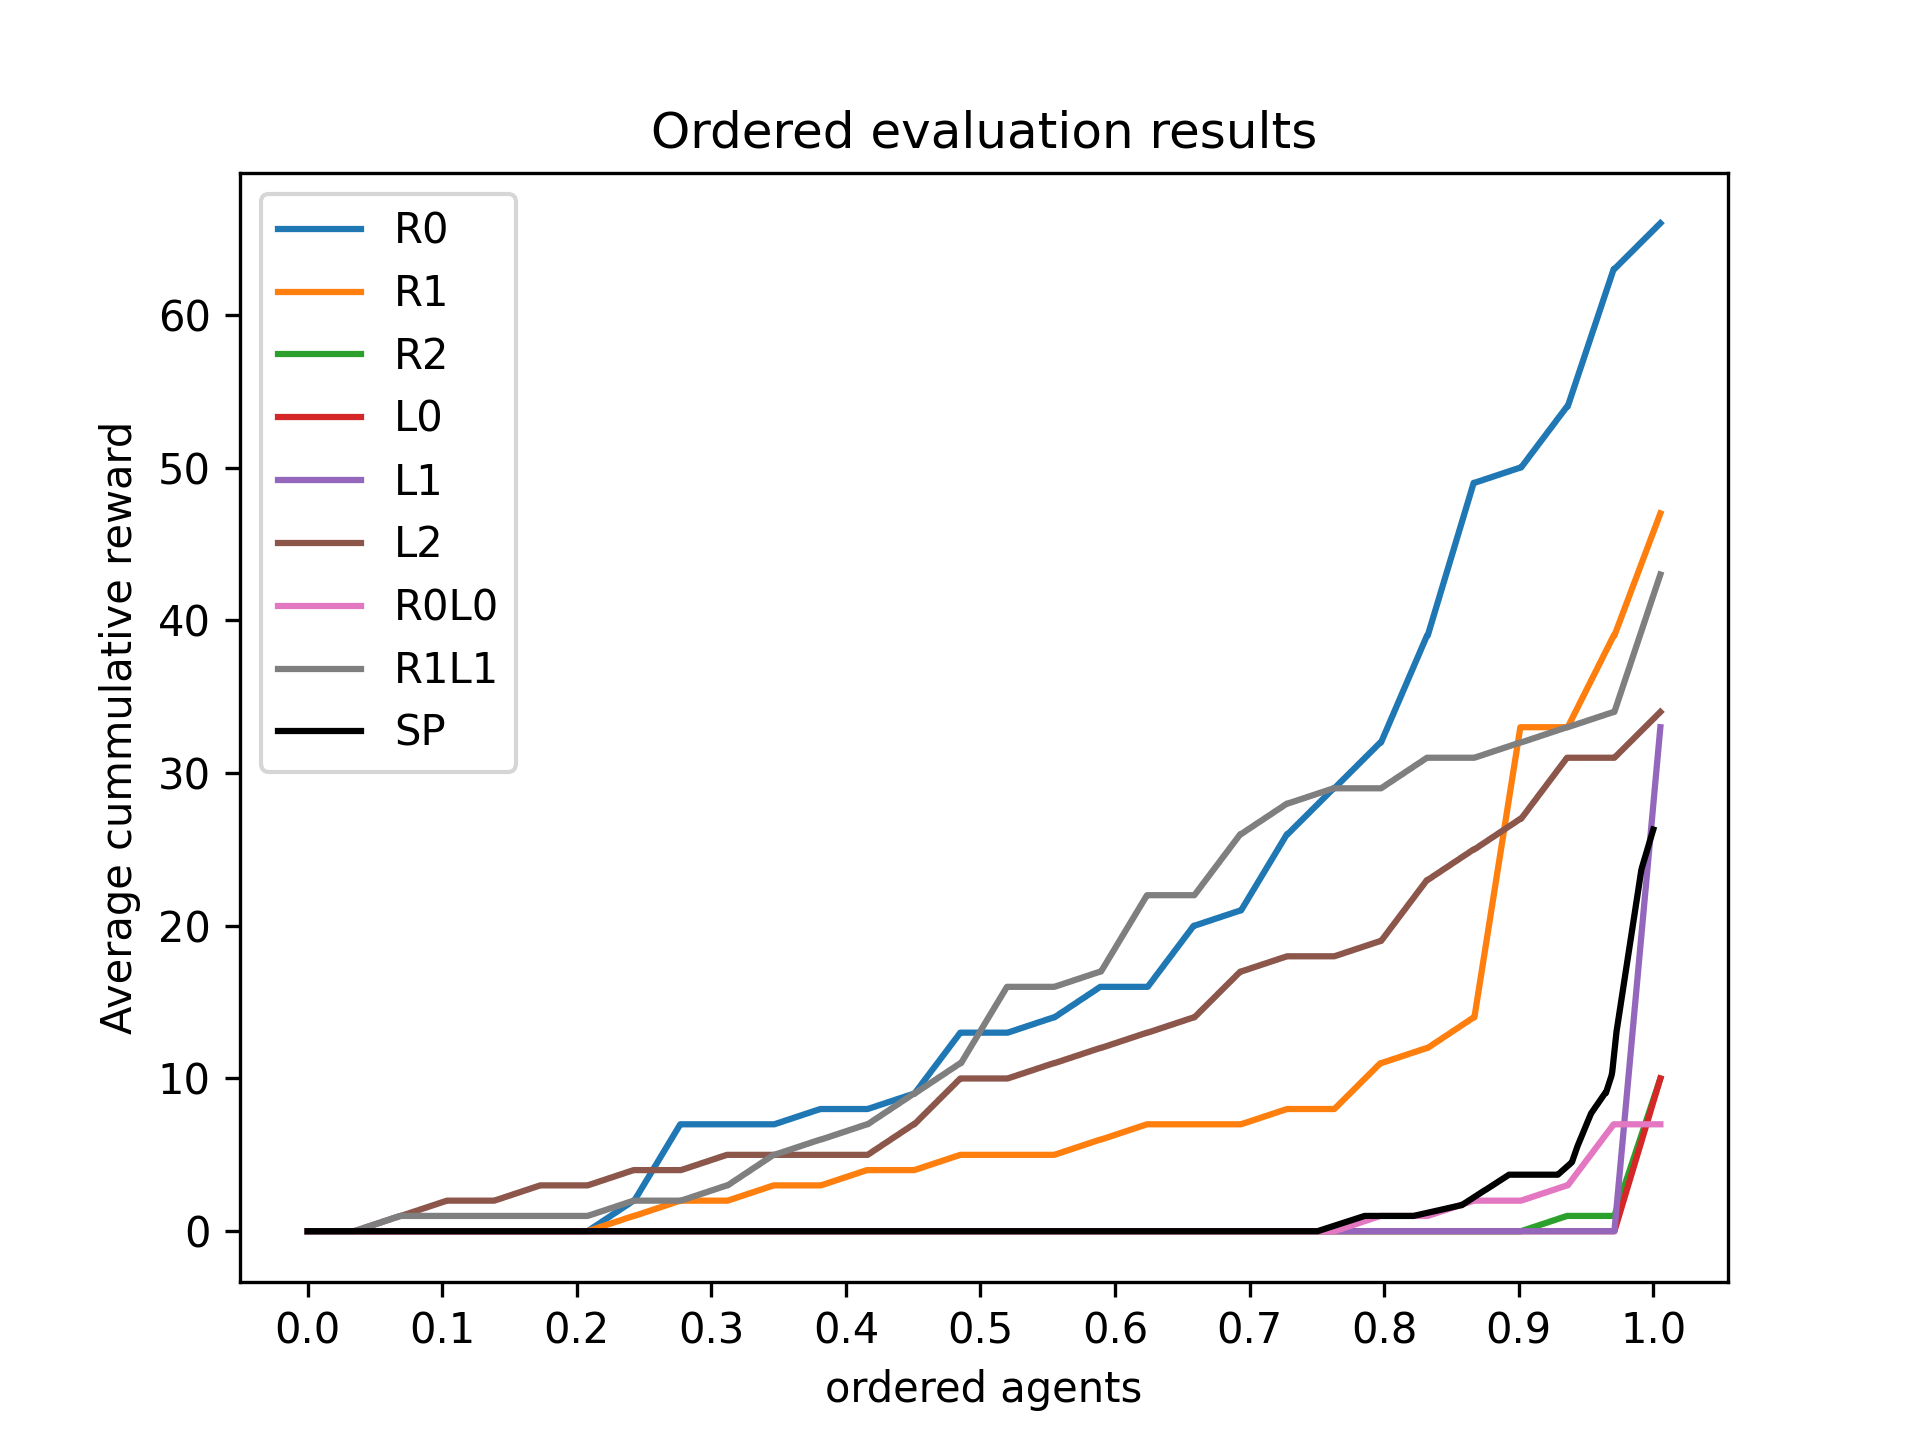 Ordered evaluation results
R0
R1
R2
L0
L1
L2
R0L0
R1L1
SP
Average cummulative reward
60
50
40
30
20
10
0
0.0 0.1 0.2 0.3 0.4 0.5 0.6 0.7 0.8 0.9 1.0
ordered agents